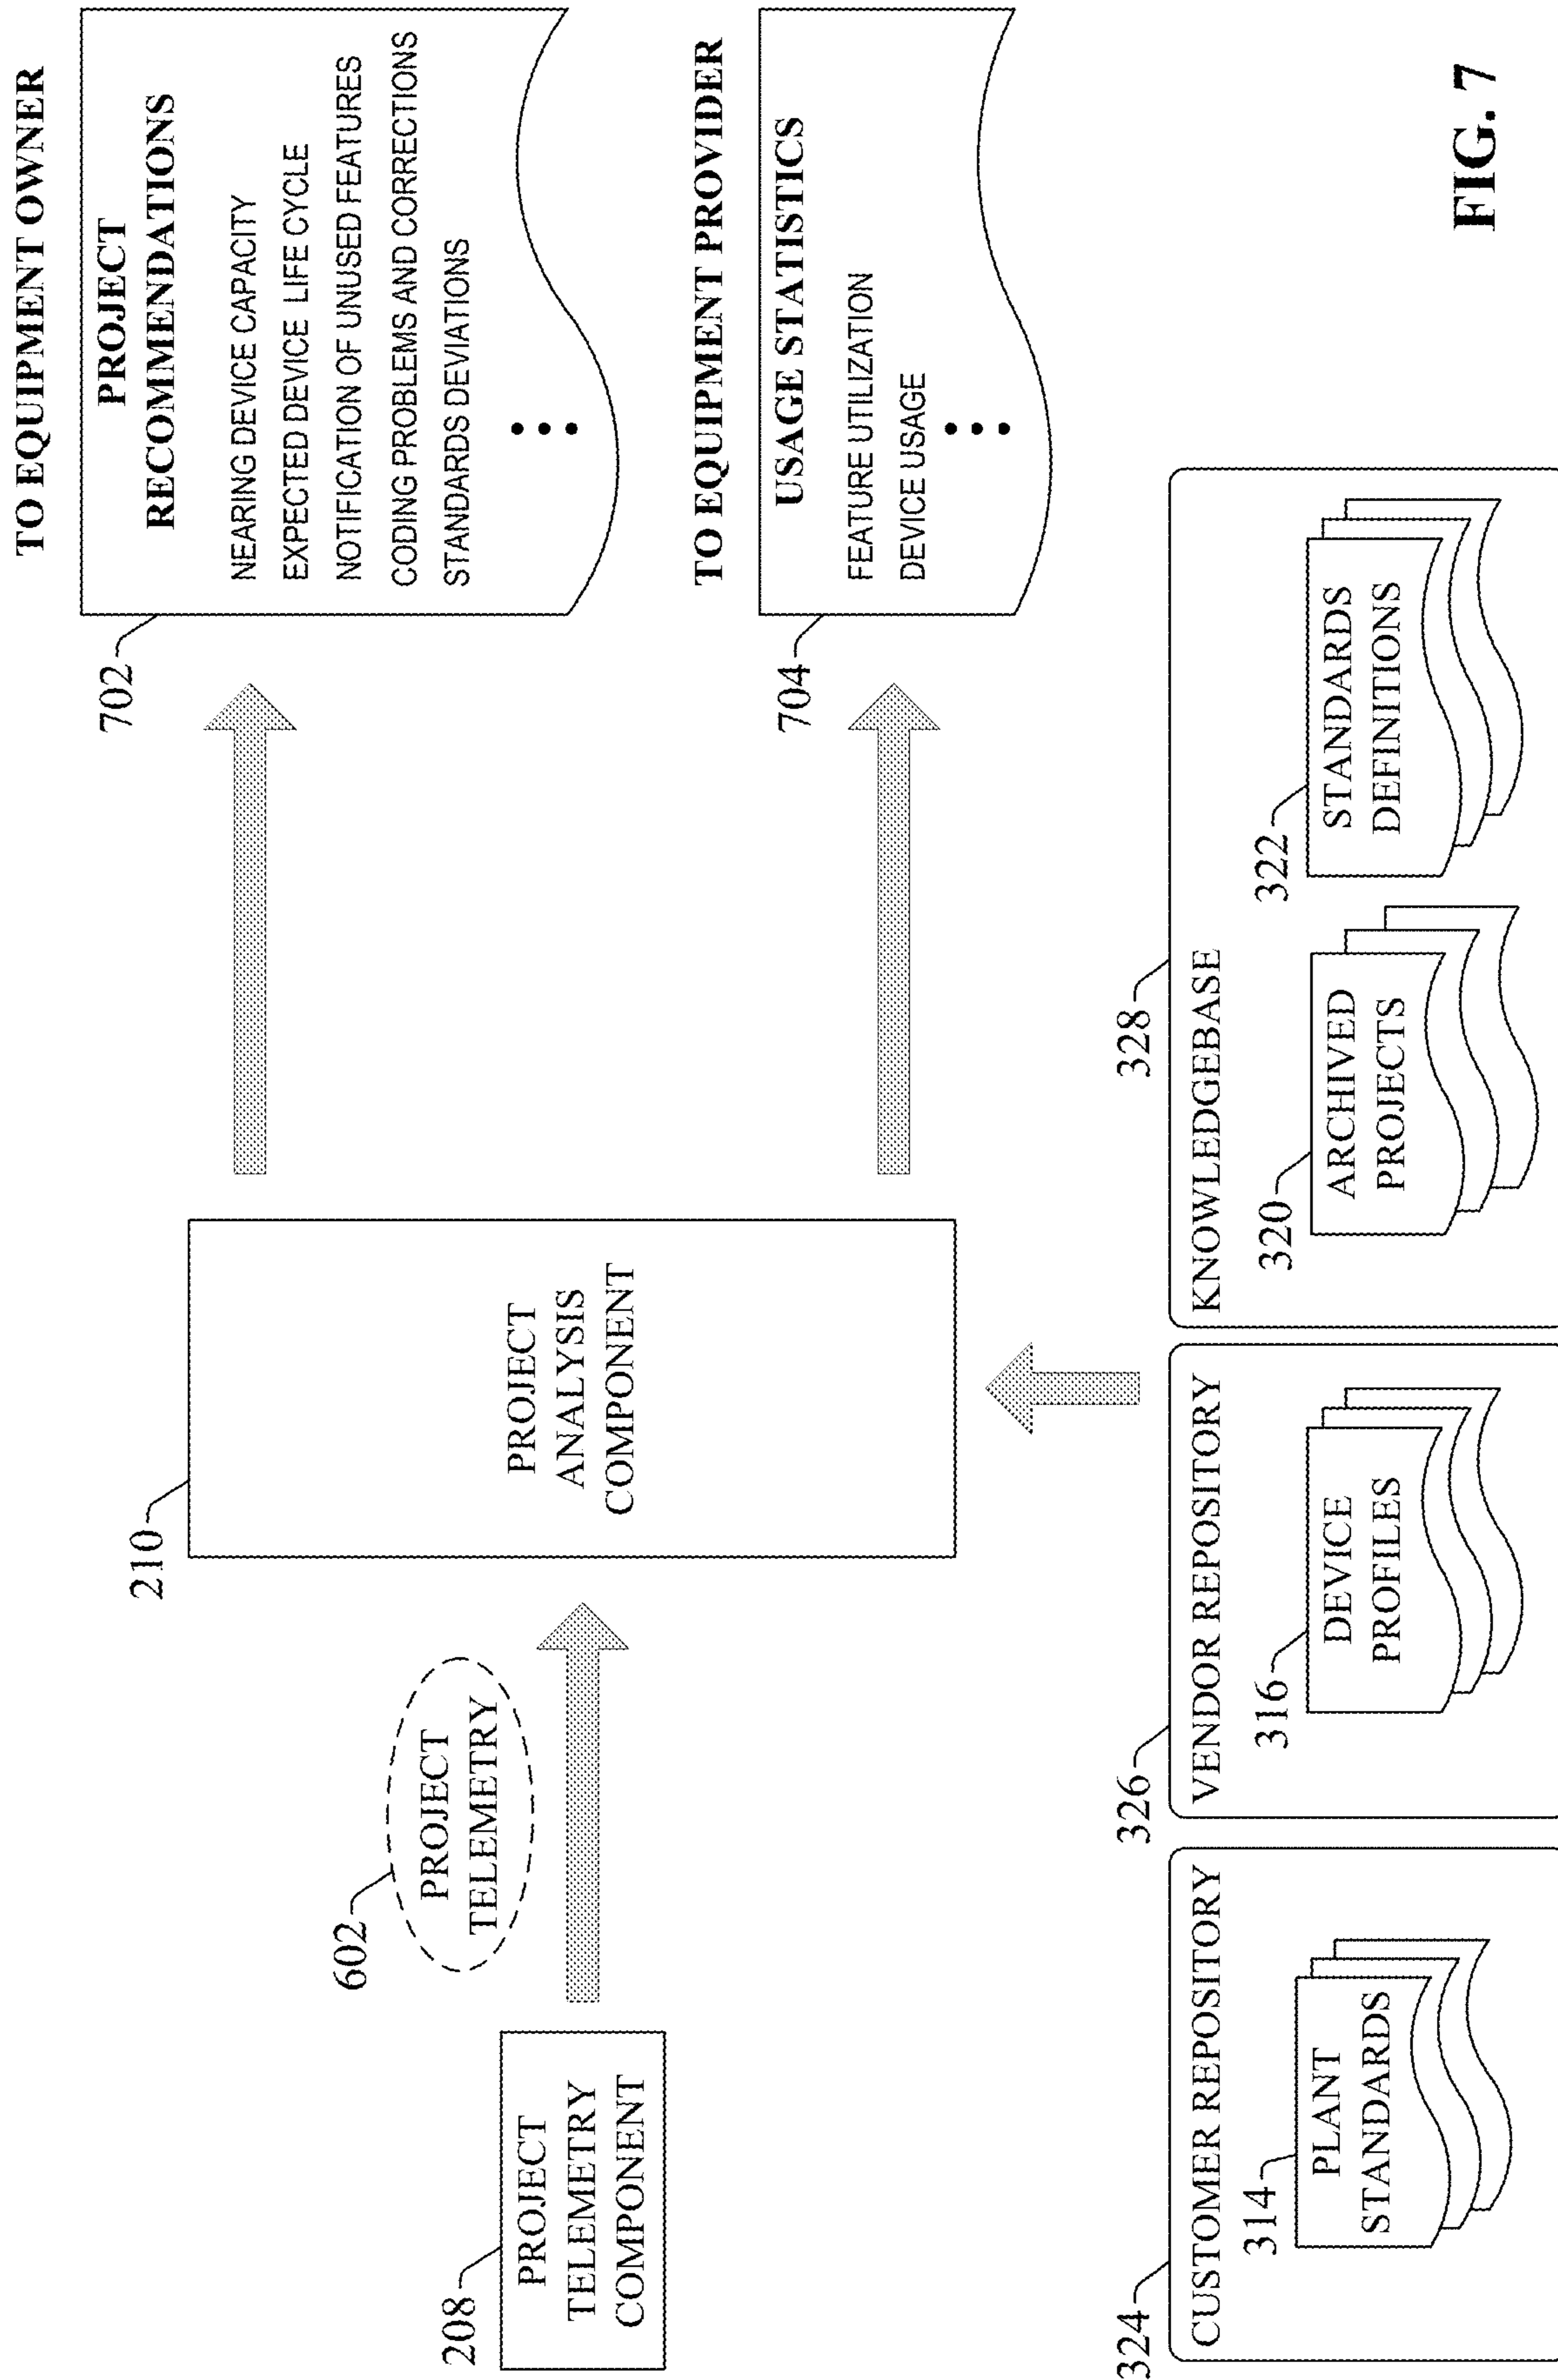 TO EQUIPMENT OWNER
702
PROJECT
RECOMMENDATIONS
NEARING DEVICE CAPACITY
EXPECTED DEVICE LIFE CYCLE
NOTIFICATION OF UNUSED FEATURES
CODING PROBLEMS AND CORRECTIONS
STANDARDS DEVIATIONS
•••
TO EQUIPMENT PROVIDER
704
USAGE STATISTICS
FEATURE UTILIZATION
DEVICE USAGE
•••
210
PROJECT
ANALYSIS
COMPONENT
602
PROJECT
TELEMETRY
208
PROJECT
TELEMETRY
COMPONENT
324
CUSTOMER REPOSITORY
314
PLANT
STANDARDS
326
VENDOR REPOSITORY
316
DEVICE
PROFILES
328
KNOWLEDGEBASE
320
ARCHIVED
PROJECTS
322
STANDARDS
DEFINITIONS
FIG. 7